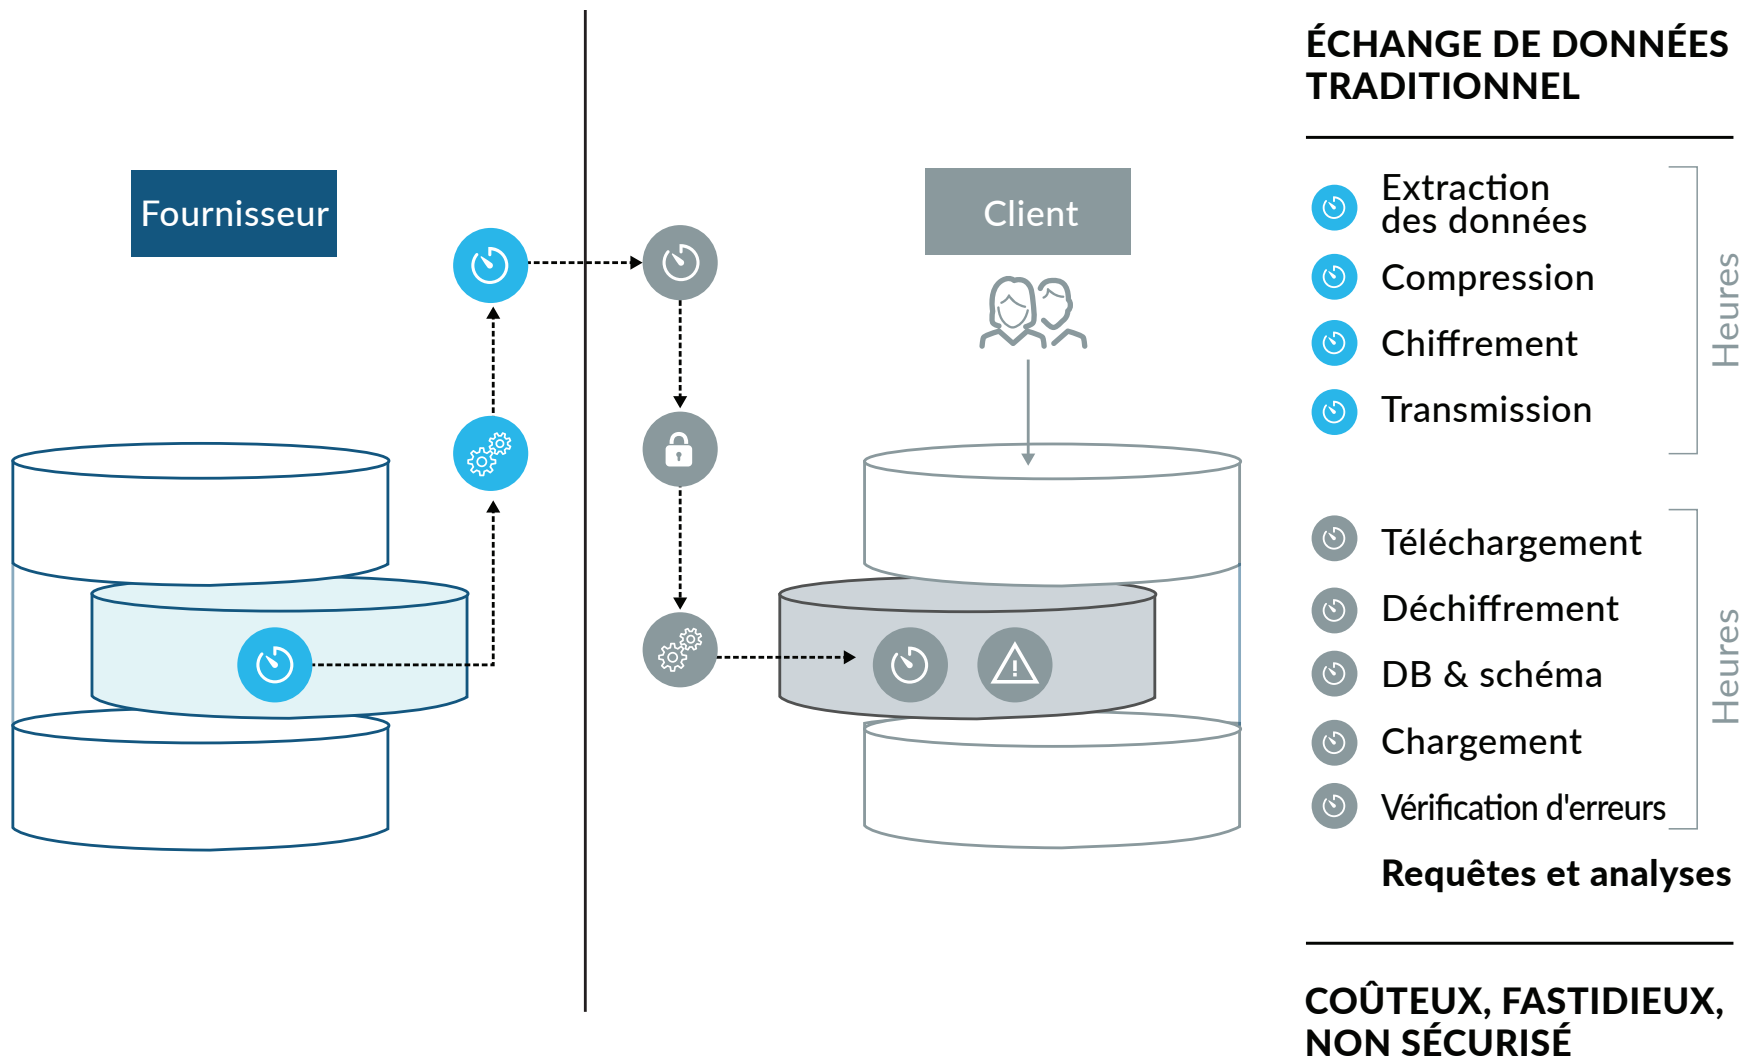 ÉCHANGE DE DONNÉES
TRADITIONNEL
Fournisseur
Client
Extraction
des données
Compression
Chiffrement
Transmission
Heures
Téléchargement
Déchiffrement
DB & schéma
Chargement
Vérification d'erreurs
Heures
Requêtes et analyses
COÛTEUX, FASTIDIEUX,
NON SÉCURISÉ